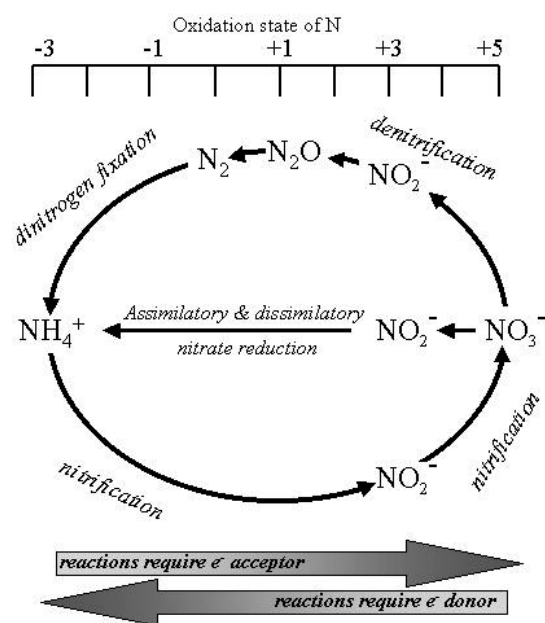 Oxidation state of N
-3 -1 +1 +3 +5
denitrification
N₂ N₂O NO₂⁻
dinitrogen fixation
Assimilatory & dissimilatory
NH₄⁺ NO₂⁻ NO₃⁻
nitrate reduction
nitrification
NO₂⁻
nitrification
reactions require e⁻ acceptor
reactions require e⁻ donor